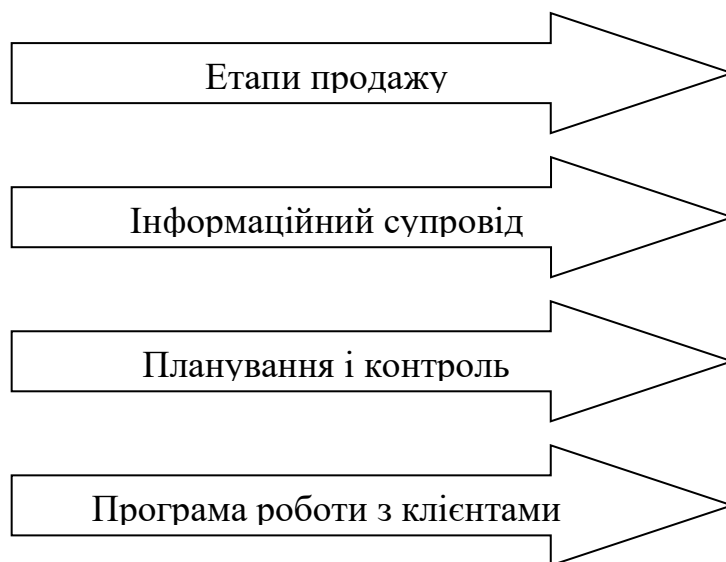 Етапи продажу
Інформаційний супровід
Планування і контроль
Програма роботи з клієнтами